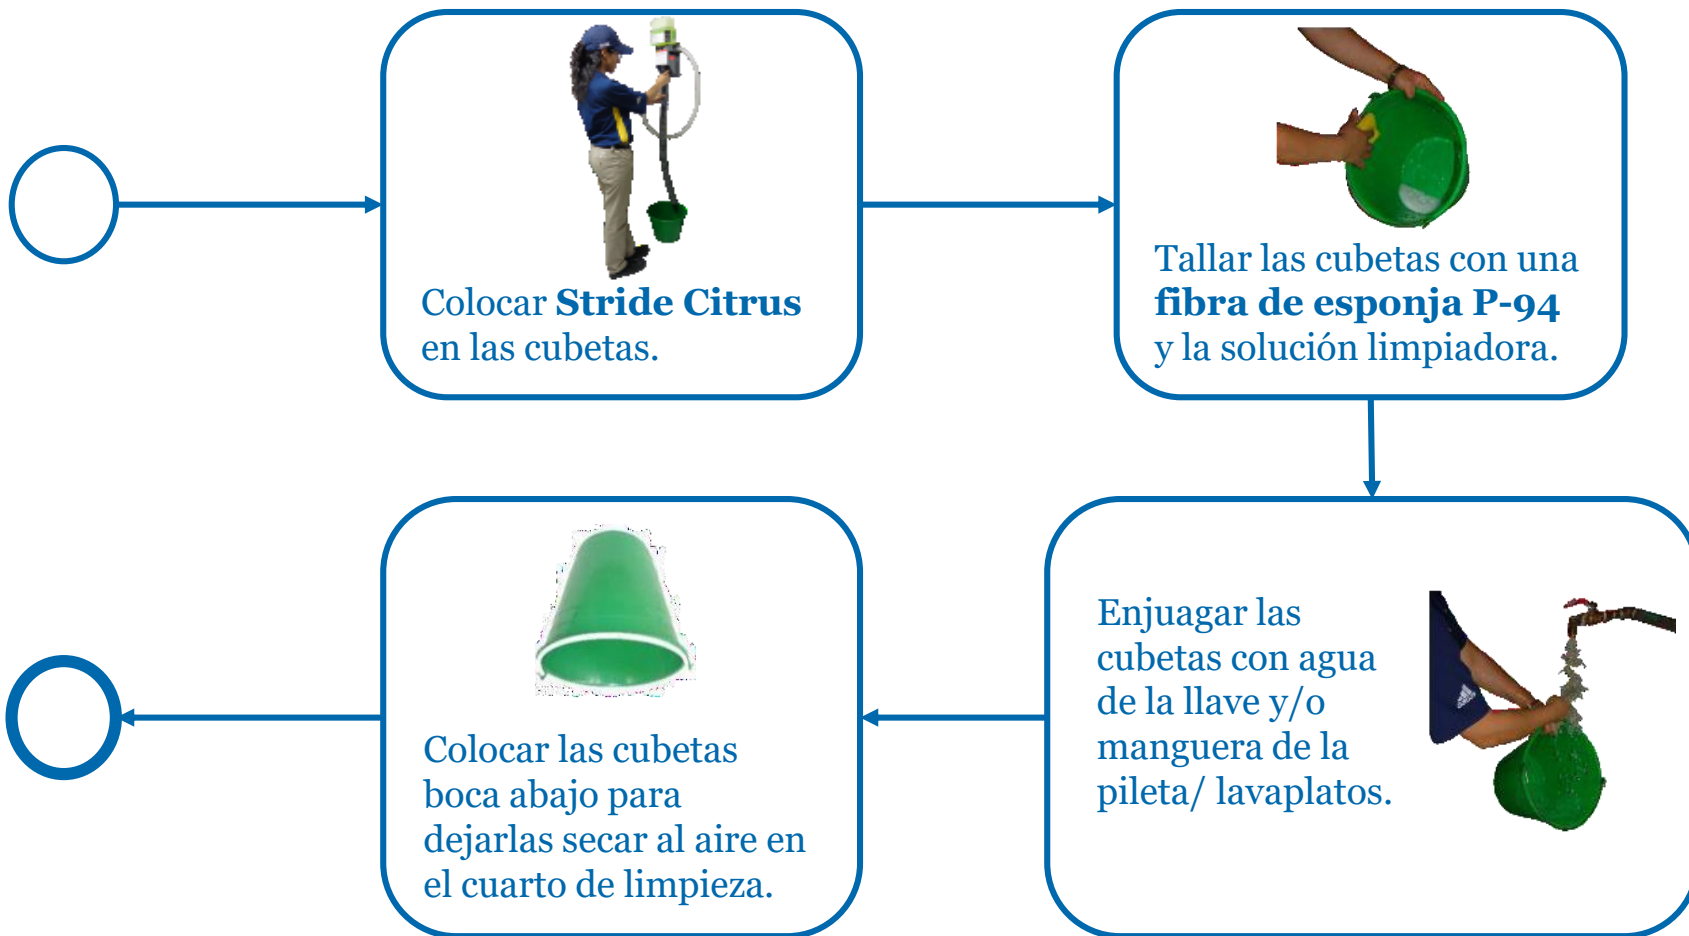 Colocar Stride Citrus
en las cubetas.
Tallar las cubetas con una
fibra de esponja P-94
y la solución limpiadora.
Enjuagar las
cubetas con agua
de la llave y/o
manguera de la
pileta/ lavaplatos.
Colocar las cubetas
boca abajo para
dejarlas secar al aire en
el cuarto de limpieza.